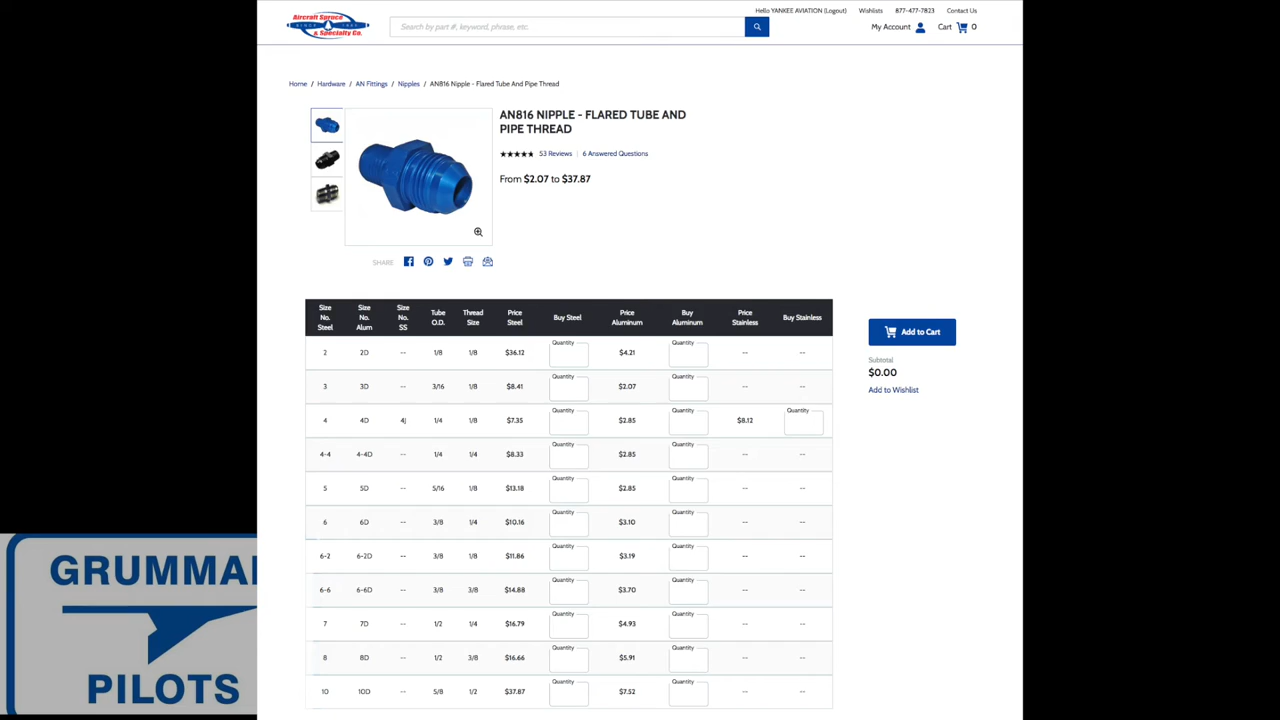 Hello YANKEE AVIATION (Logout) Wishlists 877-477-7823 Contact Us
Aircraft Spruce
SINCE 1965
& Specialty Co.
Search by part #, keyword, phrase, etc.
My Account Cart 0
Home / Hardware / AN Fittings / Nipples / AN816 Nipple - Flared Tube And Pipe Thread
AN816 NIPPLE - FLARED TUBE AND
PIPE THREAD
53 Reviews | 6 Answered Questions
From $2.07 to $37.87
SHARE
Size No. Steel Size No. Alum Size No. SS Tube O.D. Thread Size Price Steel Buy Steel Price Aluminum Buy Aluminum Price Stainless Buy Stainless
2 2D -- 1/8 1/8 $36.12 Quantity $4.21 Quantity -- --
3 3D -- 3/16 1/8 $8.41 Quantity $2.07 Quantity -- --
4 4D 4J 1/4 1/8 $7.35 Quantity $2.85 Quantity $8.12 Quantity
4-4 4-4D -- 1/4 1/4 $8.33 Quantity $2.85 Quantity -- --
5 5D -- 5/16 1/8 $13.18 Quantity $2.85 Quantity -- --
6 6D -- 3/8 1/4 $10.16 Quantity $3.10 Quantity -- --
6-2 6-2D -- 3/8 1/8 $11.86 Quantity $3.19 Quantity -- --
6-6 6-6D -- 3/8 3/8 $14.88 Quantity $3.70 Quantity -- --
7 7D -- 1/2 1/4 $16.79 Quantity $4.93 Quantity -- --
8 8D -- 1/2 3/8 $16.66 Quantity $5.91 Quantity -- --
10 10D -- 5/8 1/2 $37.87 Quantity $7.52 Quantity -- --
Add to Cart
Subtotal
$0.00
Add to Wishlist
GRUMMA
PILOTS